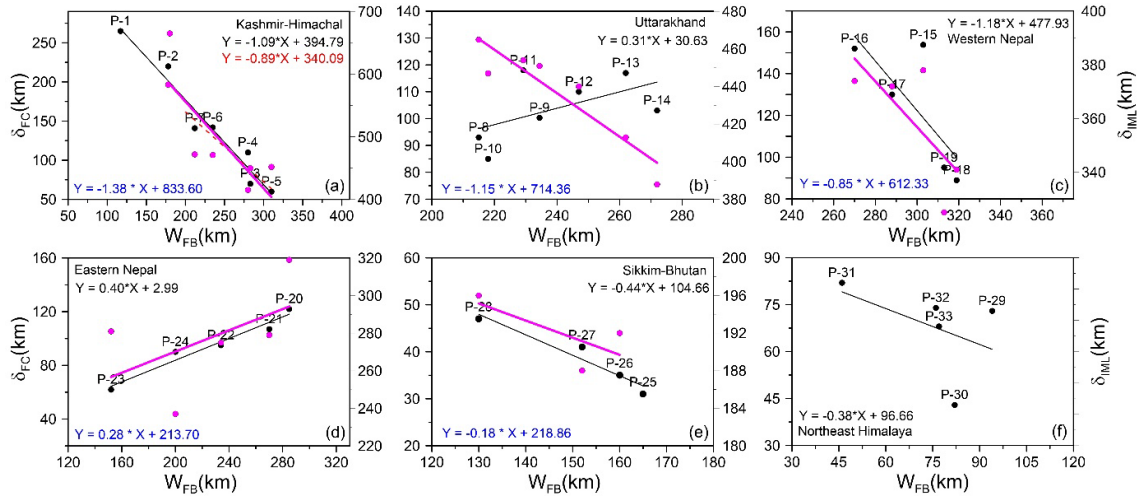 Kashmir-Himachal
Y = -1.09*X + 394.79
Y = -0.89*X + 340.09
P-1
P-2
P-6
P-4
P-3
P-5
Y = -1.38 * X + 833.60
(a)
250
200
150
100
50
700
600
500
400
50 100 150 200 250 300 350 400
δFC(km)
WFB(km)
Uttarakhand
Y = 0.31*X + 30.63
P-11
P-12
P-13
P-14
P-9
P-8
P-10
Y = -1.15 * X + 714.36
(b)
140
130
120
110
100
90
80
70
480
460
440
420
400
380
200 220 240 260 280
WFB(km)
Y = -1.18*X + 477.93
Western Nepal
P-16
P-15
P-17
P-19
P-18
Y = -0.85 * X + 612.33
(c)
160
140
120
100
80
400
380
360
340
240 260 280 300 320 340 360
WFB(km)
δIML(km)
Eastern Nepal
Y = 0.40*X + 2.99
P-20
P-21
P-22
P-24
P-23
Y = 0.28 * X + 213.70
(d)
160
120
80
40
320
300
280
260
240
220
120 160 200 240 280 320
δFC(km)
WFB(km)
Sikkim-Bhutan
Y = -0.44*X + 104.66
P-28
P-27
P-26
P-25
Y = -0.18 * X + 218.86
(e)
60
50
40
30
20
200
196
192
188
184
180
120 130 140 150 160 170 180
WFB(km)
P-31
P-32
P-33
P-29
P-30
Y = -0.38*X + 96.66
Northeast Himalaya
(f)
90
75
60
45
30
30 45 60 75 90 105 120
WFB(km)
δIML(km)